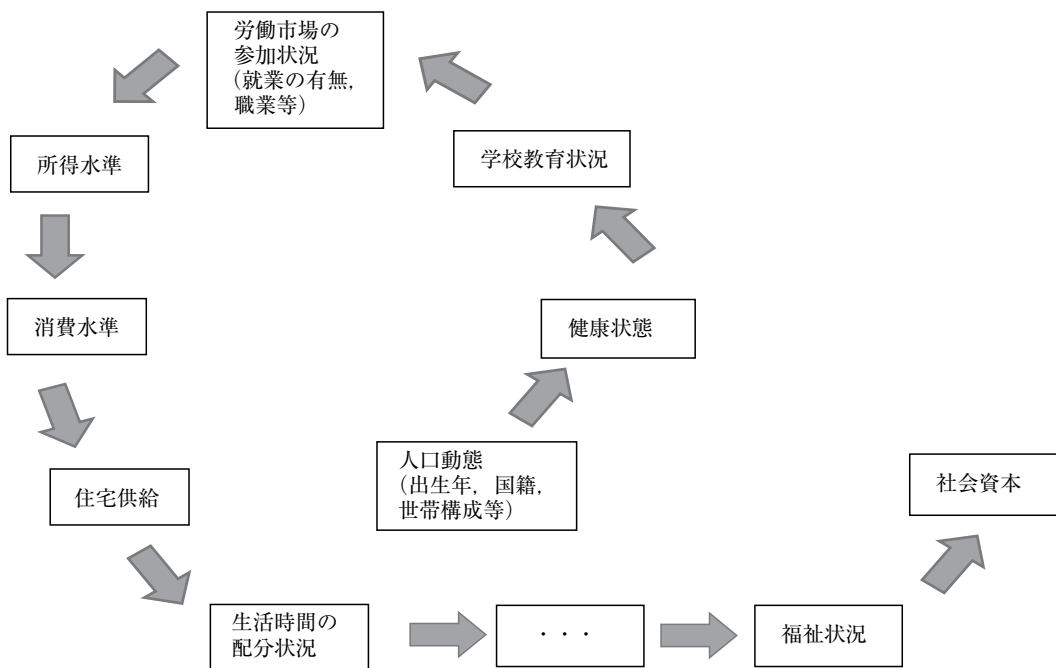 労働市場の
参加状況
(就業の有無,
職業等)
所得水準
学校教育状況
消費水準
健康状態
人口動態
(出生年, 国籍,
世帯構成等)
住宅供給
社会資本
生活時間の
配分状況
・・・
福祉状況